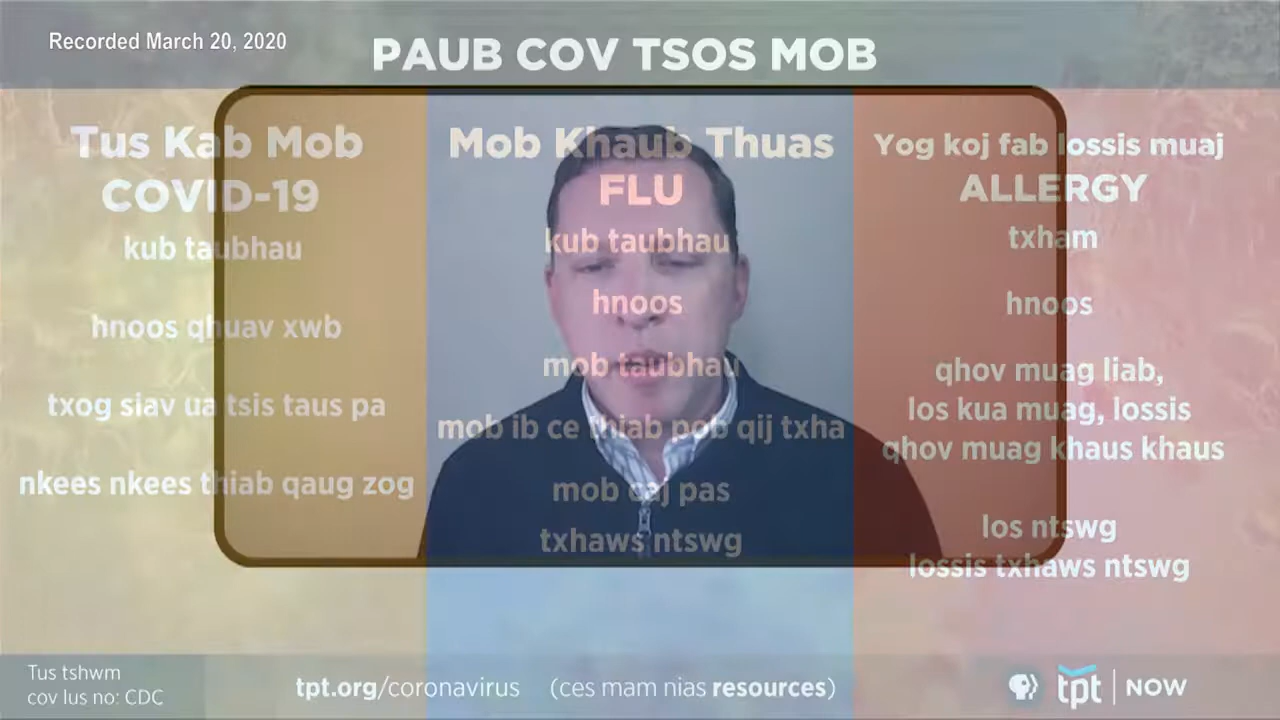 Recorded March 20, 2020
PAUB COV TSOS MOB
Tus Kab Mob
COVID-19
kub taubhau
hnoos qhuav xwb
txog siav ua tsis taus pa
nkees nkees thiab qaug zog
Mob Khaub Thuas
FLU
kub taubhau
hnoos
mob taubhau
mob ib ce thiab pob qij txha
mob caj pas
txhaws ntswg
Yog koj fab lossis muaj
ALLERGY
txham
hnoos
qhov muag liab,
los kua muag, lossis
qhov muag khaus khaus
los ntswg
lossis txhaws ntswg
Tus tshwm
cov lus no: CDC
tpt.org/coronavirus (ces mam nias resources)
tpt NOW